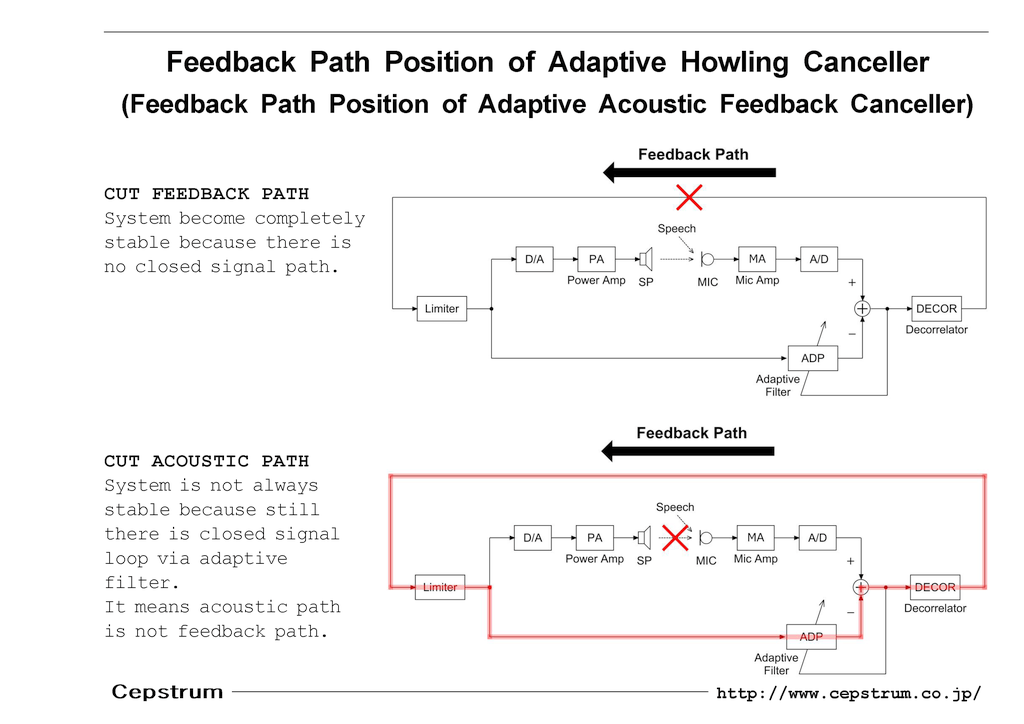 Feedback Path Position of Adaptive Howling Canceller
(Feedback Path Position of Adaptive Acoustic Feedback Canceller)
Feedback Path
CUT FEEDBACK PATH
System become completely
stable because there is
no closed signal path.
Speech
D/A
PA
MA
A/D
Power Amp
SP
MIC
Mic Amp
+
Limiter
DECOR
Decorrelator
−
ADP
Adaptive
Filter
Feedback Path
CUT ACOUSTIC PATH
System is not always
stable because still
there is closed signal
loop via adaptive
filter.
It means acoustic path
is not feedback path.
Speech
D/A
PA
MA
A/D
Power Amp
SP
MIC
Mic Amp
+
Limiter
DECOR
Decorrelator
−
ADP
Adaptive
Filter
Cepstrum
http://www.cepstrum.co.jp/